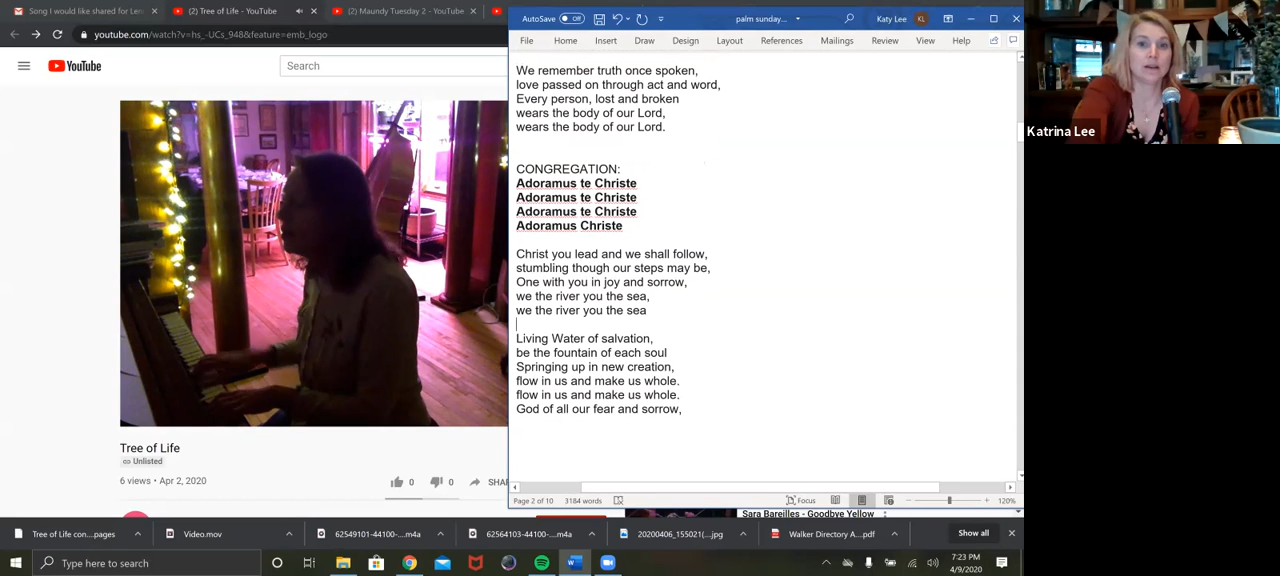 Song I would like shared for Len
(2) Tree of Life - YouTube
(2) Maundy Tuesday 2 - YouTube
youtube.com/watch?v=hs_-UCs_948&feature=emb_logo
YouTube
Search
Tree of Life
Unlisted
6 views • Apr 2, 2020
0
0
SHA
AutoSave
Off
palm sunday...
Katy Lee
KL
File
Home
Insert
Draw
Design
Layout
References
Mailings
Review
View
Help
We remember truth once spoken,
love passed on through act and word,
Every person, lost and broken
wears the body of our Lord,
wears the body of our Lord.
CONGREGATION:
Adoramus te Christe
Adoramus te Christe
Adoramus te Christe
Adoramus Christe
Christ you lead and we shall follow,
stumbling though our steps may be,
One with you in joy and sorrow,
we the river you the sea,
we the river you the sea
Living Water of salvation,
be the fountain of each soul
Springing up in new creation,
flow in us and make us whole.
flow in us and make us whole.
God of all our fear and sorrow,
Page 2 of 10
3184 words
Focus
120%
Sara Bareilles - Goodbye Yellow
Katrina Lee
Tree of Life con....pages
Video.mov
62549101-44100-....m4a
62564103-44100-....m4a
20200406_155021(...jpg
Walker Directory A...pdf
Show all
Type here to search
7:23 PM
4/9/2020